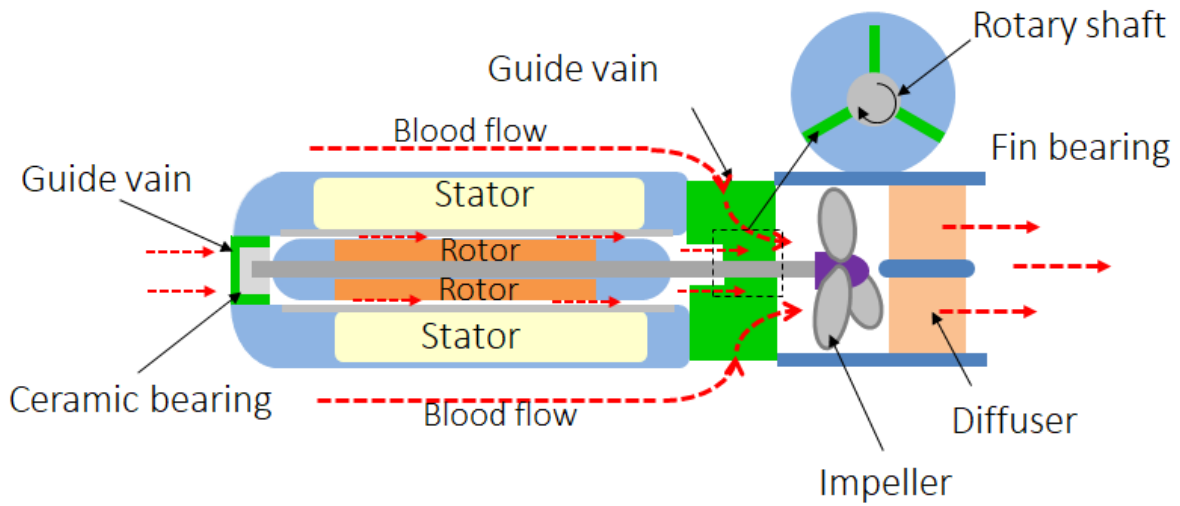 Rotary shaft
Guide vain
Blood flow
Fin bearing
Guide vain
Stator
Rotor
Rotor
Stator
Ceramic bearing
Blood flow
Diffuser
Impeller